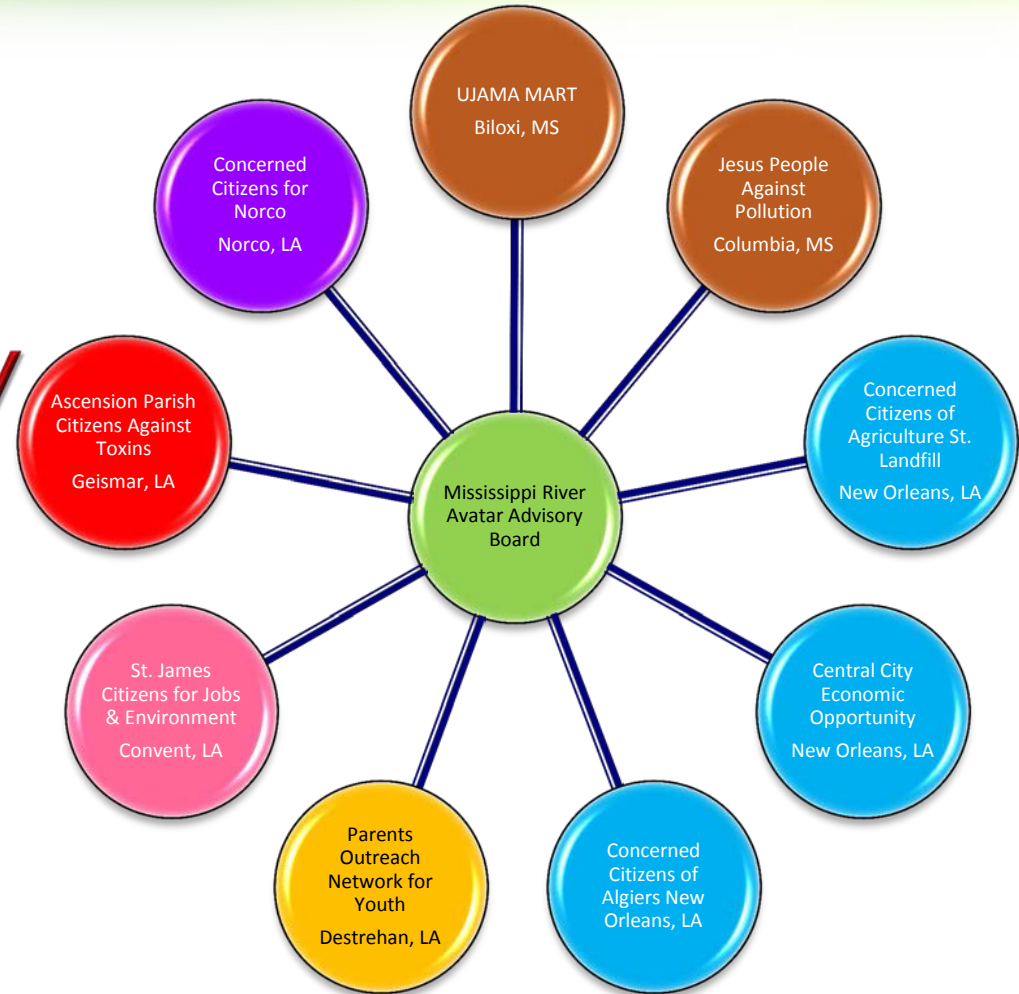 UJAMA MART
Biloxi, MS
Jesus People
Against
Pollution
Columbia, MS
Concerned
Citizens of
Agriculture St.
Landfill
New Orleans, LA
Central City
Economic
Opportunity
New Orleans, LA
Concerned
Citizens of
Algiers New
Orleans, LA
Parents
Outreach
Network for
Youth
Destrehan, LA
St. James
Citizens for Jobs
& Environment
Convent, LA
Ascension Parish
Citizens Against
Toxins
Geismar, LA
Concerned
Citizens for
Norco
Norco, LA
Mississippi River
Avatar Advisory
Board